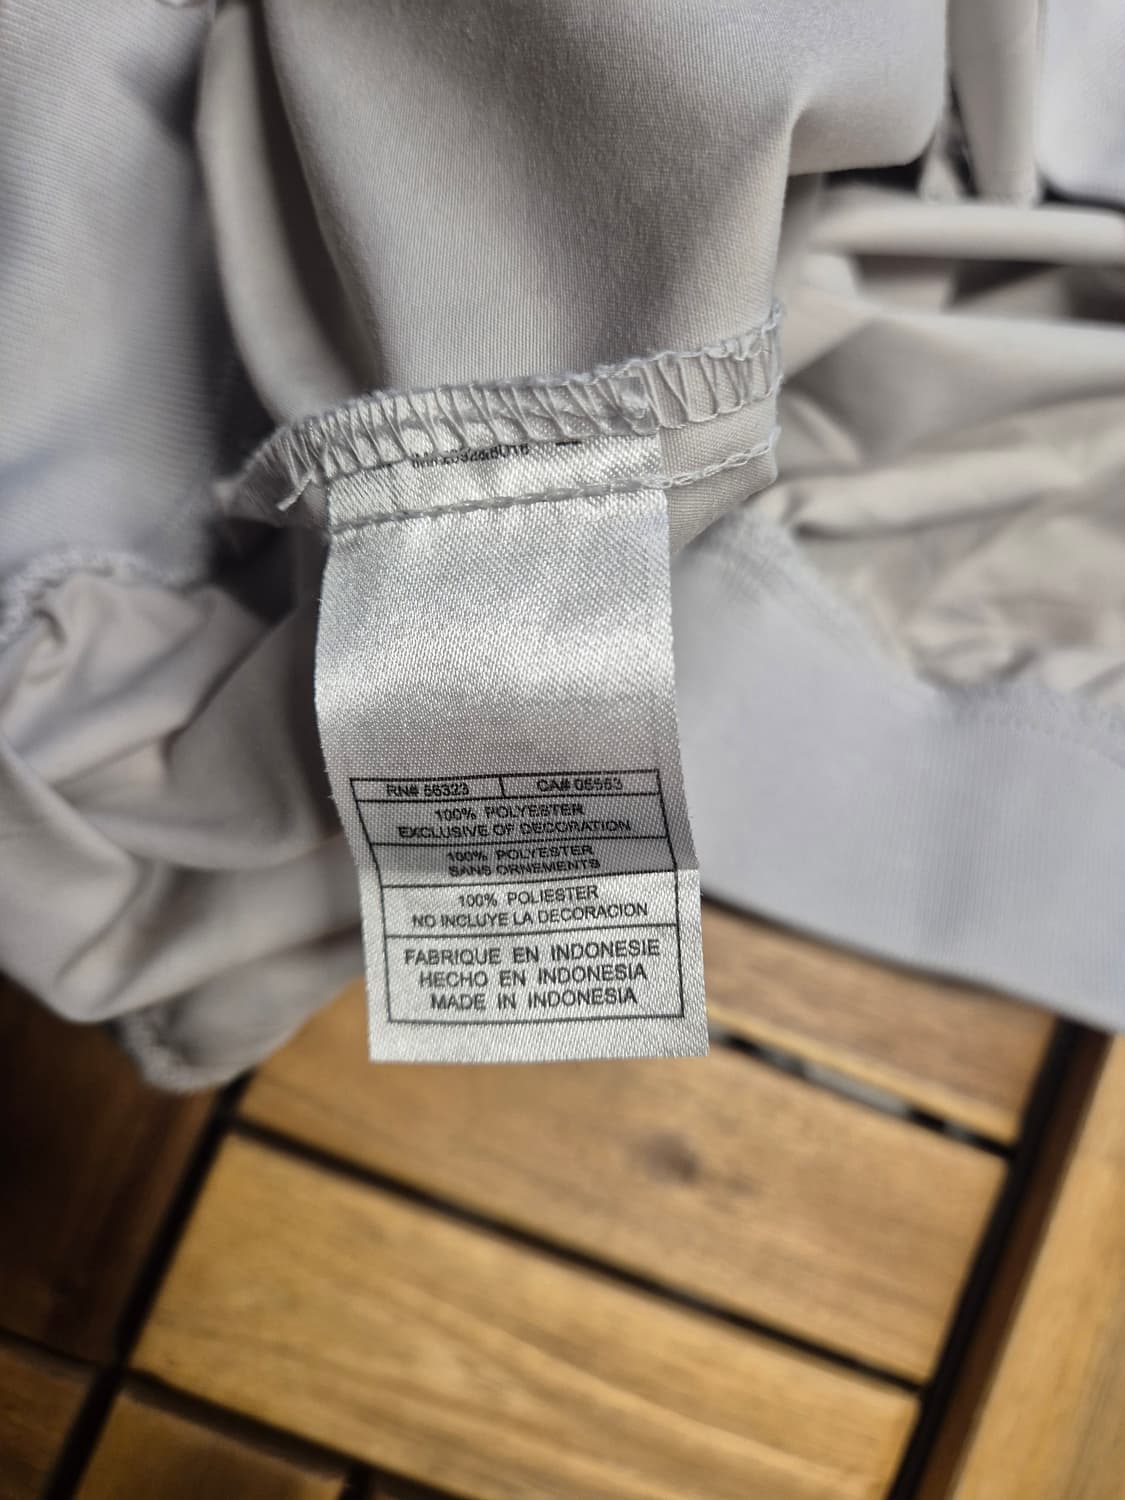 RN# 56323 CA# 05553
100% POLYESTER
EXCLUSIVE OF DECORATION
100% POLYESTER
SANS ORNEMENTS
100% POLIESTER
NO INCLUYE LA DECORACION
FABRIQUE EN INDONESIE
HECHO EN INDONESIA
MADE IN INDONESIA